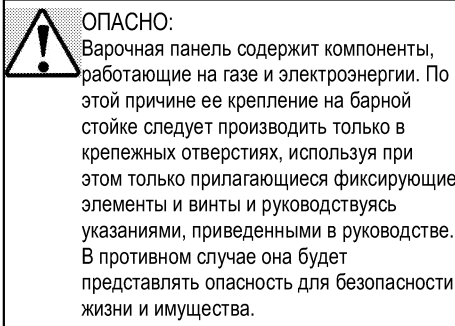 ОПАСНО:
Варочная панель содержит компоненты,
работающие на газе и электроэнергии. По
этой причине ее крепление на барной
стойке следует производить только в
крепежных отверстиях, используя при
этом только прилагающиеся фиксирующие
элементы и винты и руководствуясь
указаниями, приведенными в руководстве.
В противном случае она будет
представлять опасность для безопасности
жизни и имущества.